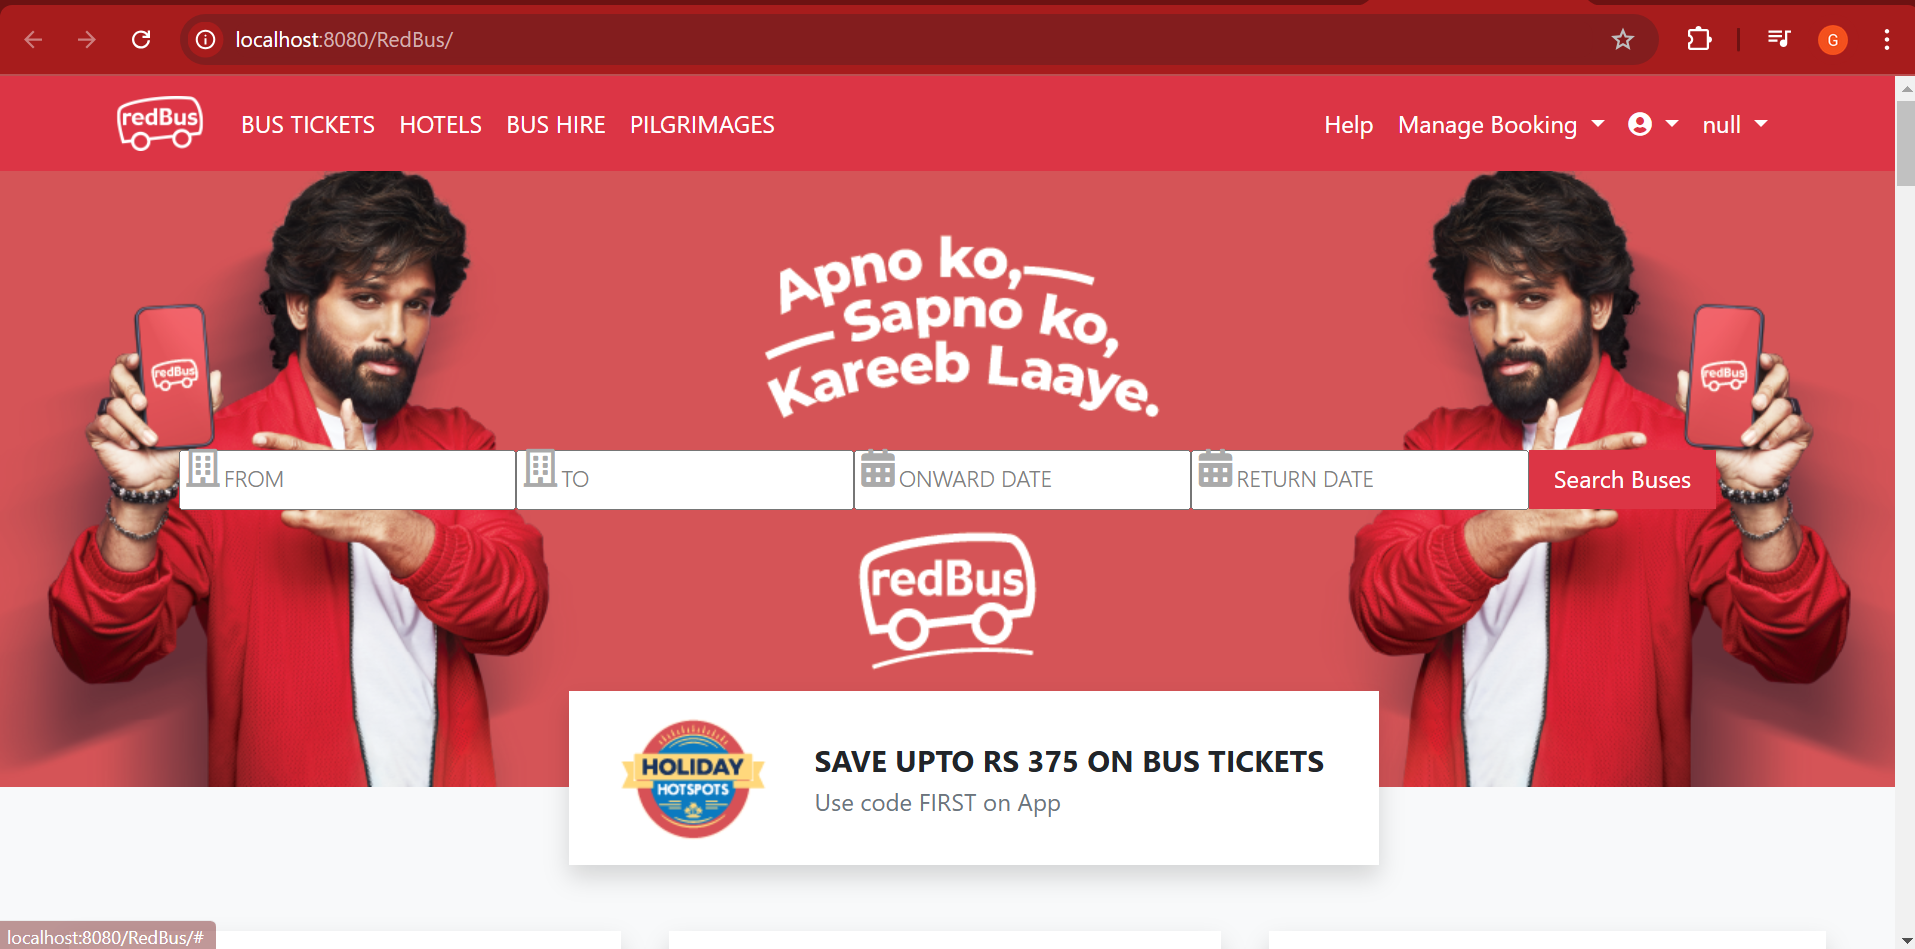 localhost:8080/RedBus/
G
redBus
BUS TICKETS
HOTELS
BUS HIRE
PILGRIMAGES
Help
Manage Booking
null
Apno ko,
Sapno ko,
Kareeb Laaye.
redBus
redBus
FROM
TO
ONWARD DATE
RETURN DATE
Search Buses
redBus
HOLIDAY
HOTSPOTS
SAVE UPTO RS 375 ON BUS TICKETS
Use code FIRST on App
localhost:8080/RedBus/#